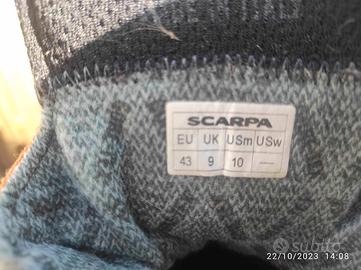 SCARPA
EU UK USm USw
43 9 10 —
subito
22/10/2023 14:08